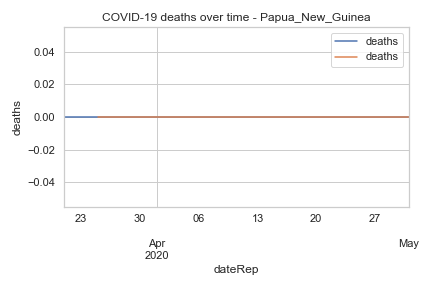 COVID-19 deaths over time - Papua_New_Guinea
deaths
deaths
0.04
0.02
0.00
−0.02
−0.04
deaths
23 30 06 13 20 27
Apr May
2020
dateRep